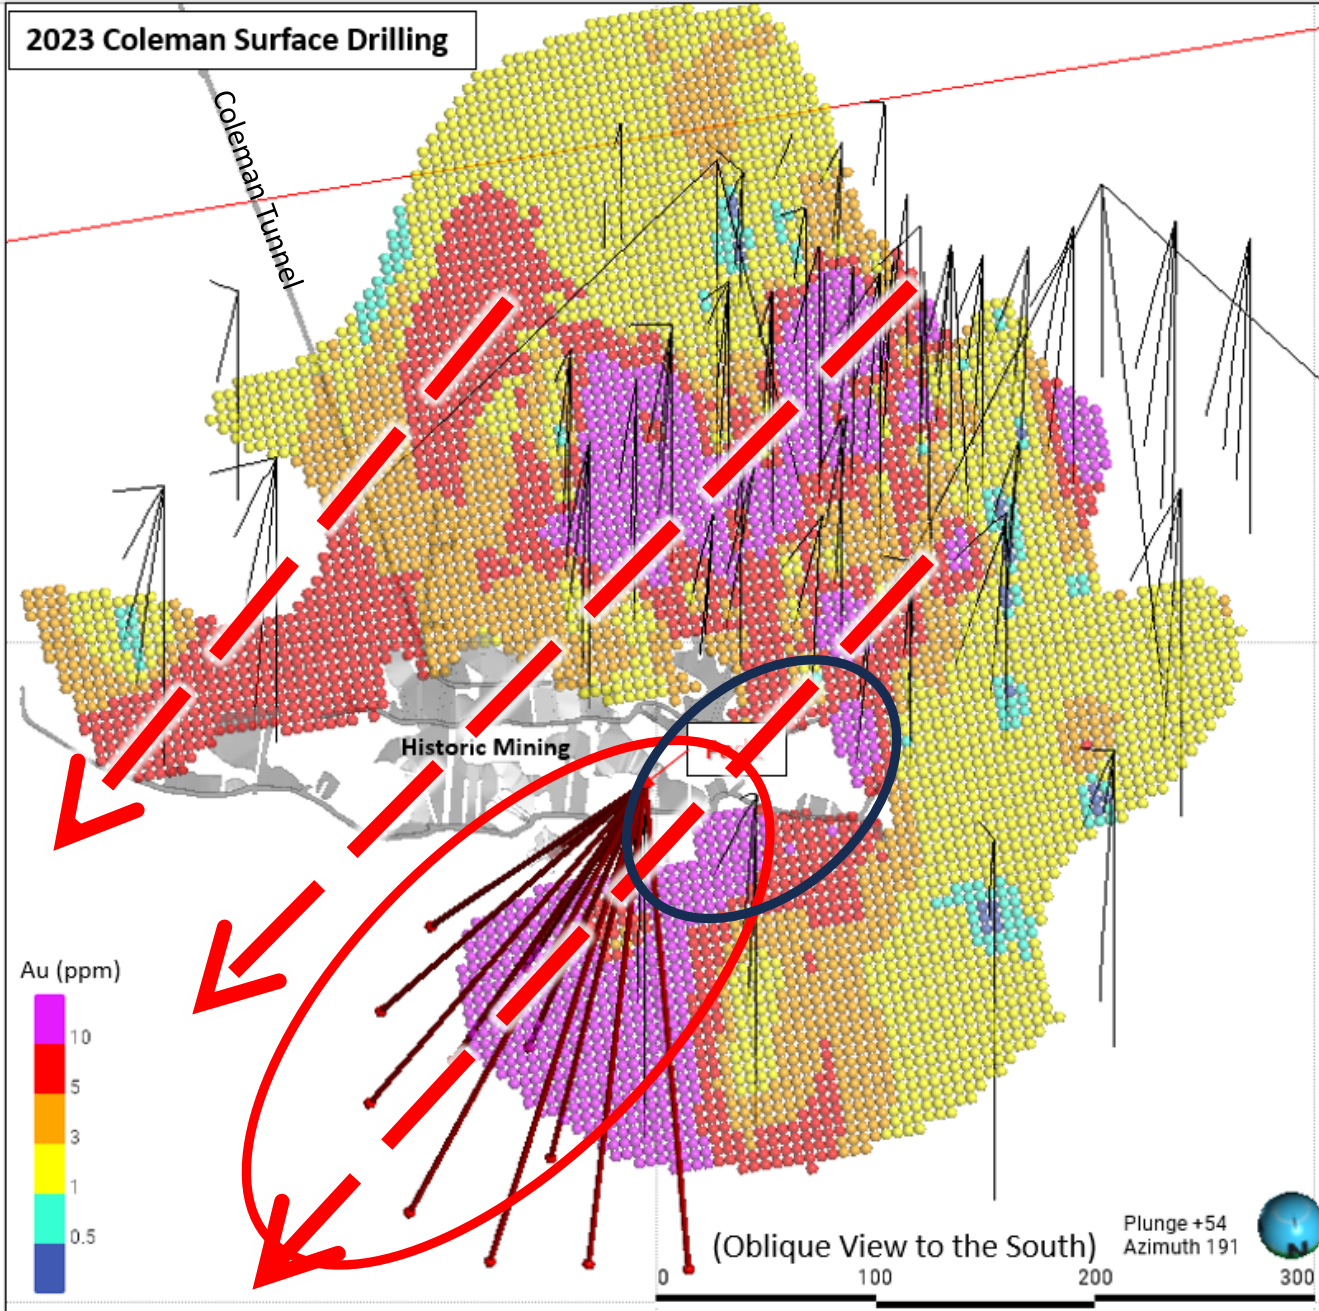 2023 Coleman Surface Drilling
Coleman Tunnel
Historic Mining
Au (ppm)
10
5
3
1
0.5
(Oblique View to the South)
Plunge +54
Azimuth 191
N
0
100
200
300